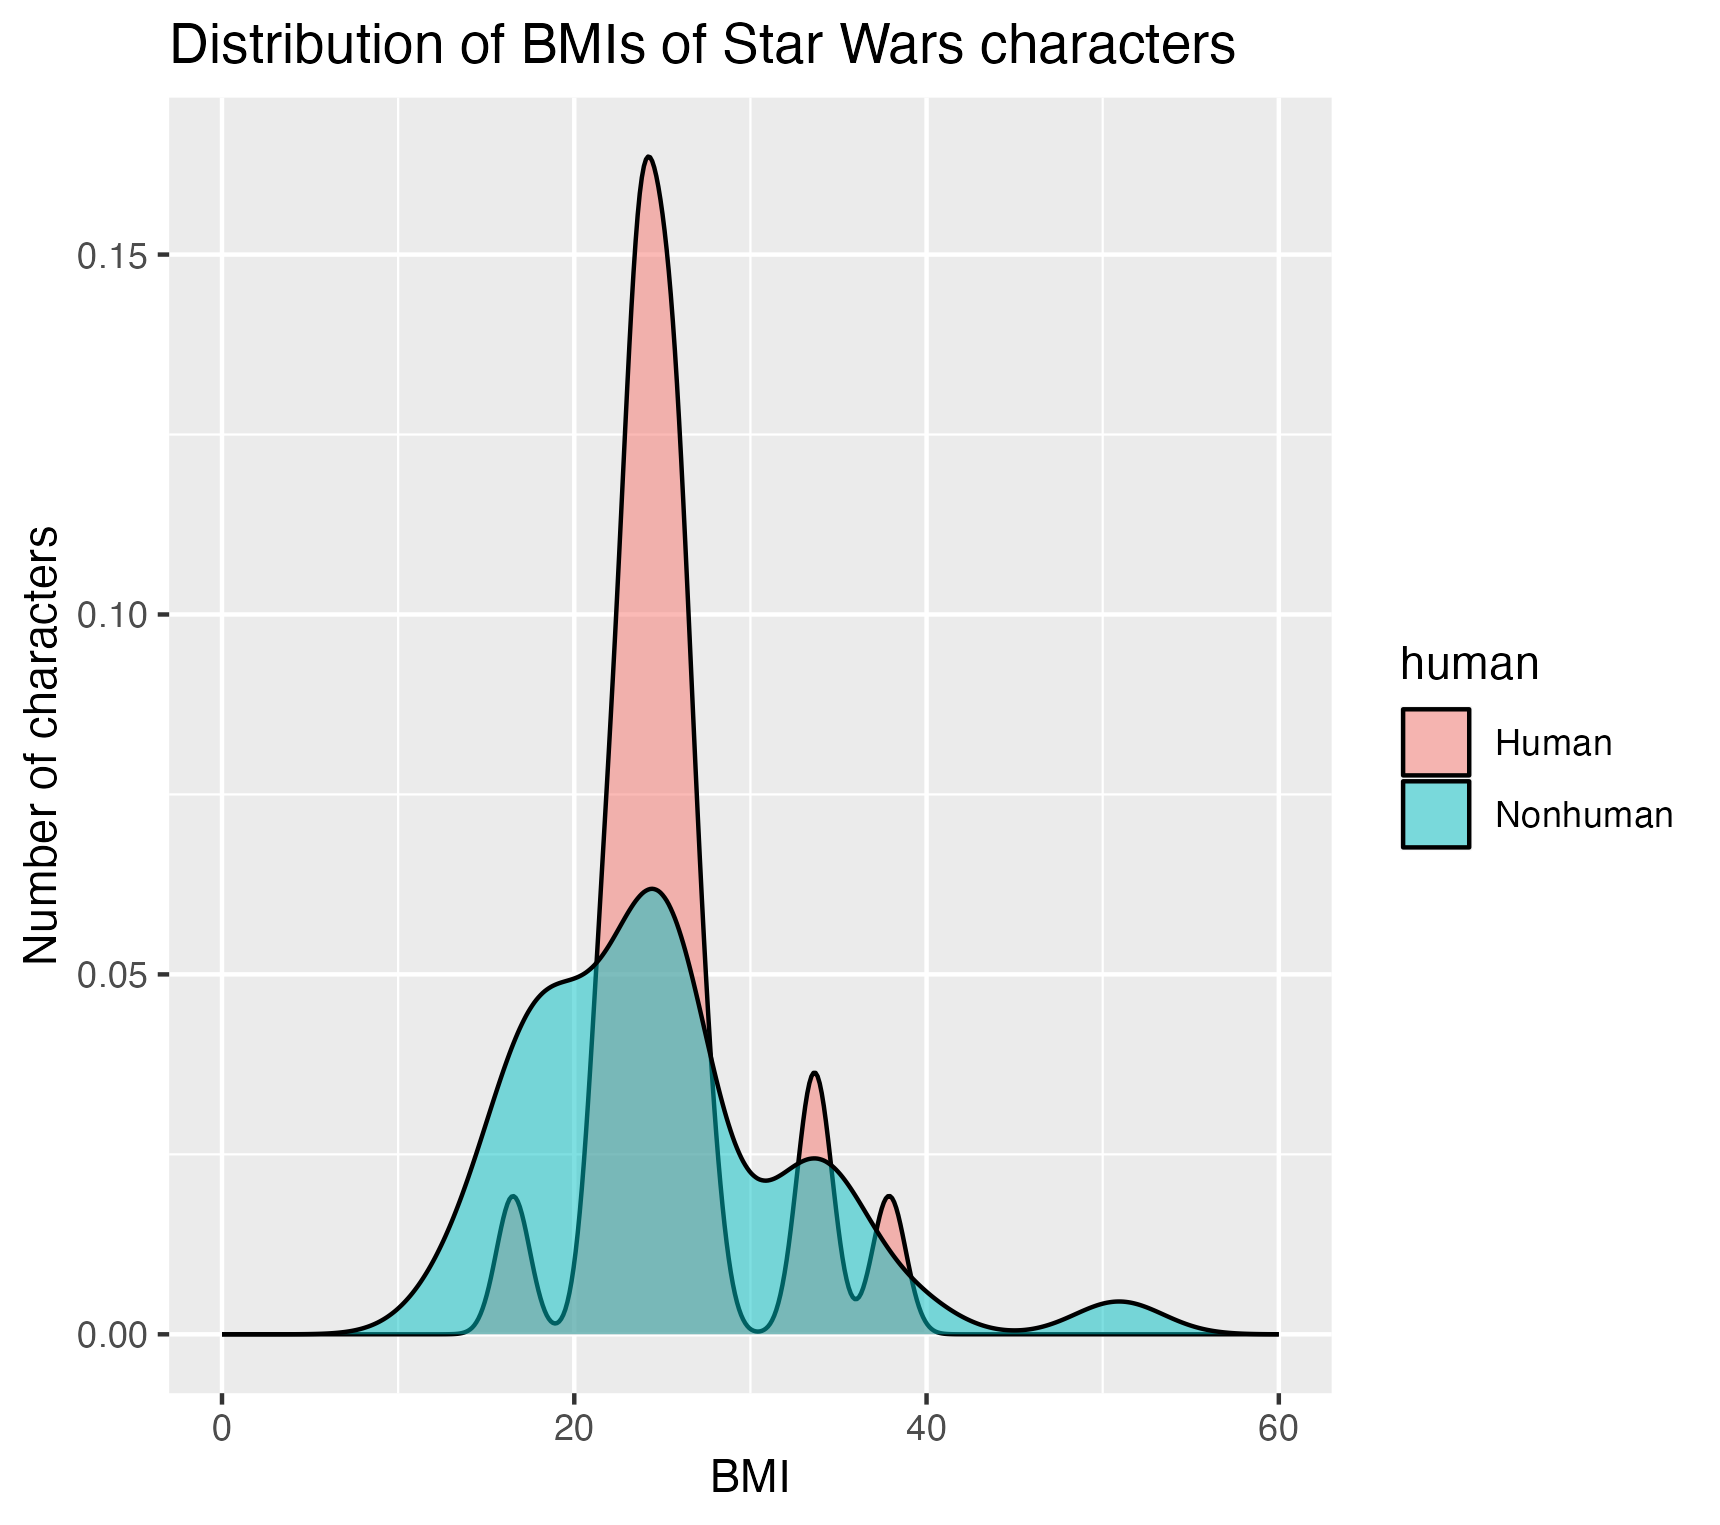 Distribution of BMIs of Star Wars characters
Number of characters
0.15
0.10
0.05
0.00
0 20 40 60
BMI
human
Human
Nonhuman